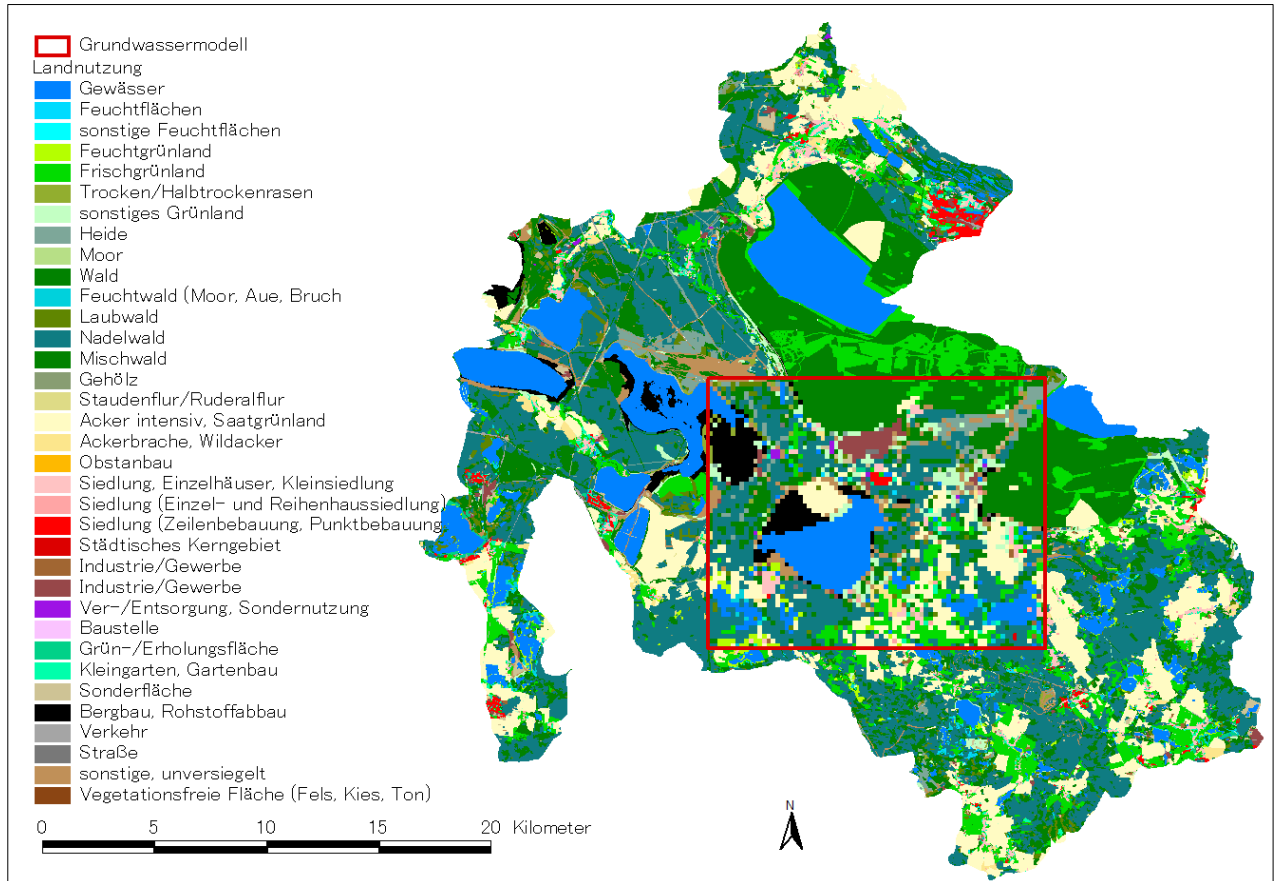 Grundwassermodell
Landnutzung
Gewässer
Feuchtflächen
sonstige Feuchtflächen
Feuchtgrünland
Frischgrünland
Trocken/Halbtrockenrasen
sonstiges Grünland
Heide
Moor
Wald
Feuchtwald (Moor, Aue, Bruch
Laubwald
Nadelwald
Mischwald
Gehölz
Staudenflur/Ruderalflur
Acker intensiv, Saatgrünland
Ackerbrache, Wildacker
Obstanbau
Siedlung, Einzelhäuser, Kleinsiedlung
Siedlung (Einzel- und Reihenhaussiedlung)
Siedlung (Zeilenbebauung, Punktbebauung
Städtisches Kerngebiet
Industrie/Gewerbe
Industrie/Gewerbe
Ver-/Entsorgung, Sondernutzung
Baustelle
Grün-/Erholungsfläche
Kleingarten, Gartenbau
Sonderfläche
Bergbau, Rohstoffabbau
Verkehr
Straße
sonstige, unversiegelt
Vegetationsfreie Fläche (Fels, Kies, Ton)
0 5 10 15 20 Kilometer
N